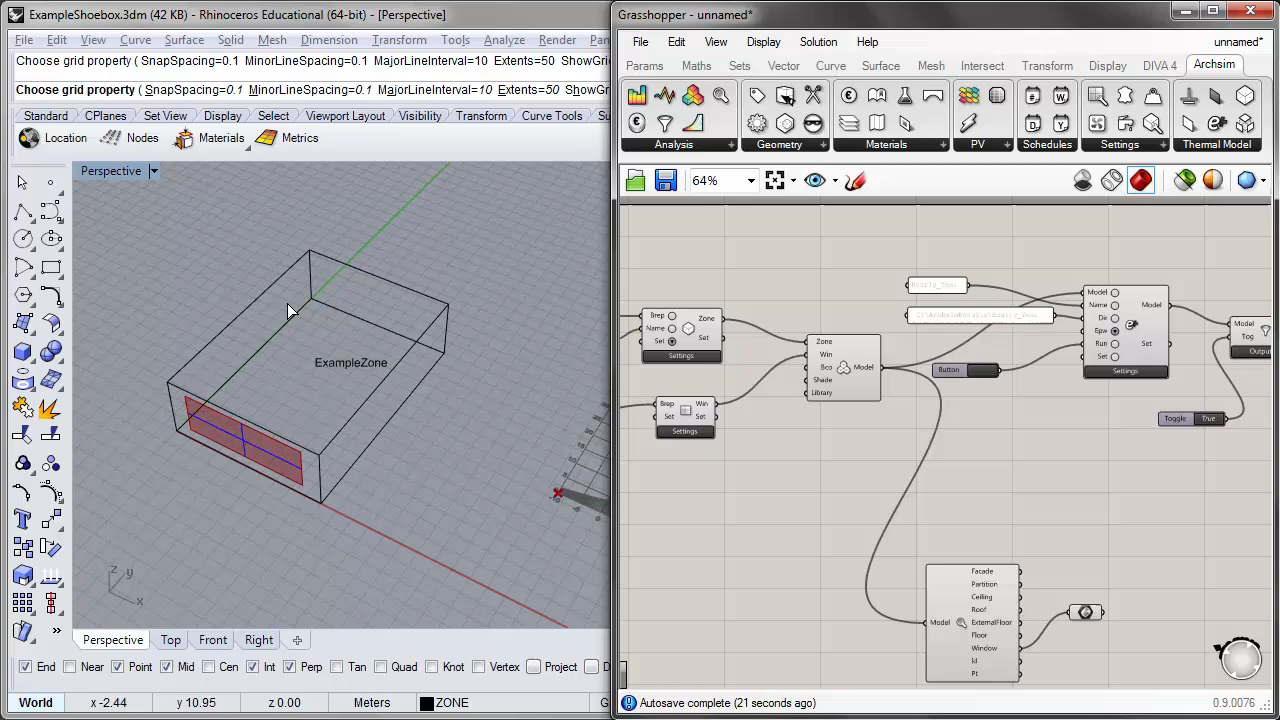 ExampleShoebox.3dm (42 KB) - Rhinoceros Educational (64-bit) - [Perspective]
File Edit View Curve Surface Solid Mesh Dimension Transform Tools Analyze Render Pan
Choose grid property ( SnapSpacing=0.1 MinorLineSpacing=0.1 MajorLineInterval=10 Extents=50 ShowGri
Choose grid property ( SnapSpacing=0.1 MinorLineSpacing=0.1 MajorLineInterval=10 Extents=50 ShowGri
Standard CPlanes Set View Display Select Viewport Layout Visibility Transform Curve Tools Su
Location Nodes Materials Metrics
Perspective
ExampleZone
z y x
Perspective Top Front Right
End Near Point Mid Cen Int Perp Tan Quad Knot Vertex Project D
World x -2.44 y 10.95 z 0.00 Meters ZONE G
Grasshopper - unnamed*
File Edit View Display Solution Help unnamed*
Params Maths Sets Vector Curve Surface Mesh Intersect Transform Display DIVA 4 Archsim
Analysis Geometry Materials PV Schedules Settings Thermal Model
64%
Brep
Name
Set
Zone
Set
Settings
Brep
Set
Win
Set
Settings
Zone
Win
Bco
Shade
Library
Model
Hourly_Test
Button
Model
Name
Dir
Epw
Run
Set
Model
Set
Settings
Model
Tog
Output
Toggle True
Model
Facade
Partition
Ceiling
Roof
ExternalFloor
Floor
Window
Id
Pt
Autosave complete (21 seconds ago)
0.9.0076